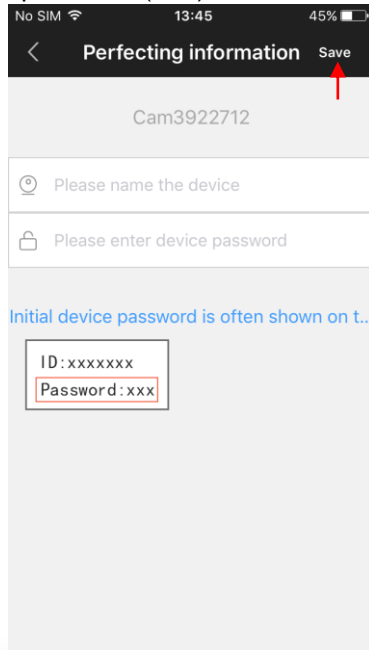 No SIM 13:45 45%
Perfecting information Save
Cam3922712
Please name the device
Please enter device password
Initial device password is often shown on t..
ID:xxxxxxx
Password:xxx